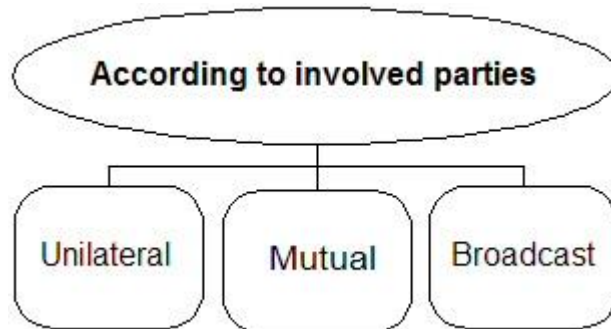 According to involved parties
Unilateral
Mutual
Broadcast